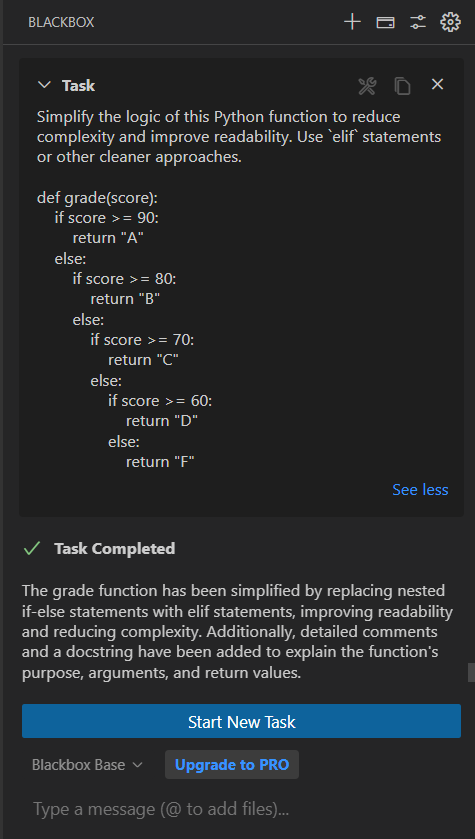 BLACKBOX
Task
Simplify the logic of this Python function to reduce
complexity and improve readability. Use `elif` statements
or other cleaner approaches.
def grade(score):
    if score >= 90:
        return "A"
    else:
        if score >= 80:
            return "B"
        else:
            if score >= 70:
                return "C"
            else:
                if score >= 60:
                    return "D"
                else:
                    return "F"
See less
Task Completed
The grade function has been simplified by replacing nested
if-else statements with elif statements, improving readability
and reducing complexity. Additionally, detailed comments
and a docstring have been added to explain the function's
purpose, arguments, and return values.
Start New Task
Blackbox Base Upgrade to PRO
Type a message (@ to add files)...